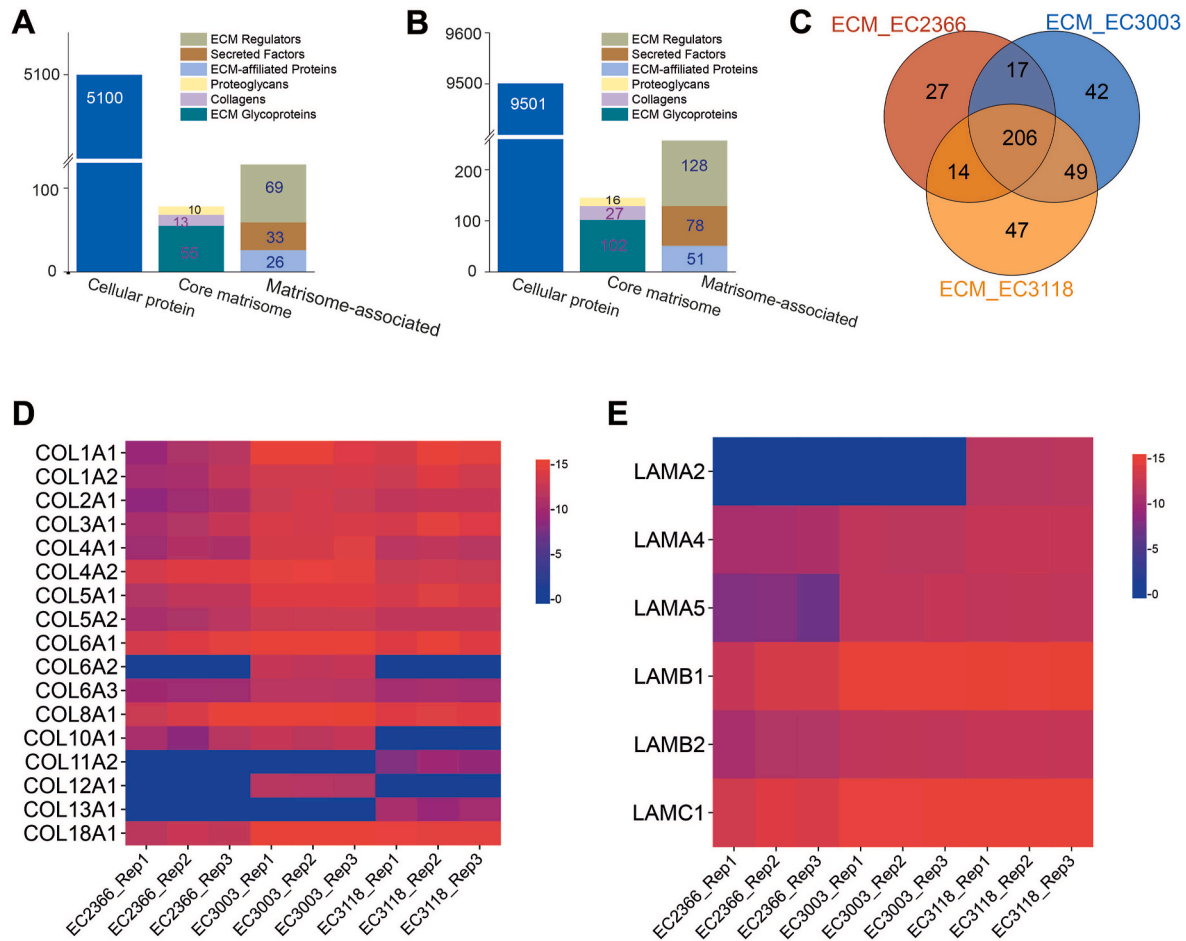 A
5100
100
0
5100
ECM Regulators
Secreted Factors
ECM-affiliated Proteins
Proteoglycans
Collagens
ECM Glycoproteins
10
13
55
69
33
26
Cellular protein
Core matrisome
Matrisome-associated
B
9600
9500
200
100
0
9501
ECM Regulators
Secreted Factors
ECM-affiliated Proteins
Proteoglycans
Collagens
ECM Glycoproteins
16
27
102
128
78
51
Cellular protein
Core matrisome
Matrisome-associated
C
ECM_EC2366
ECM_EC3003
27
17
42
206
14
49
47
ECM_EC3118
D
COL1A1
COL1A2
COL2A1
COL3A1
COL4A1
COL4A2
COL5A1
COL5A2
COL6A1
COL6A2
COL6A3
COL8A1
COL10A1
COL11A2
COL12A1
COL13A1
COL18A1
EC2366_Rep1
EC2366_Rep2
EC2366_Rep3
EC3003_Rep1
EC3003_Rep2
EC3003_Rep3
EC3118_Rep1
EC3118_Rep2
EC3118_Rep3
15
10
5
0
E
LAMA2
LAMA4
LAMA5
LAMB1
LAMB2
LAMC1
EC2366_Rep1
EC2366_Rep2
EC2366_Rep3
EC3003_Rep1
EC3003_Rep2
EC3003_Rep3
EC3118_Rep1
EC3118_Rep2
EC3118_Rep3
15
10
5
0